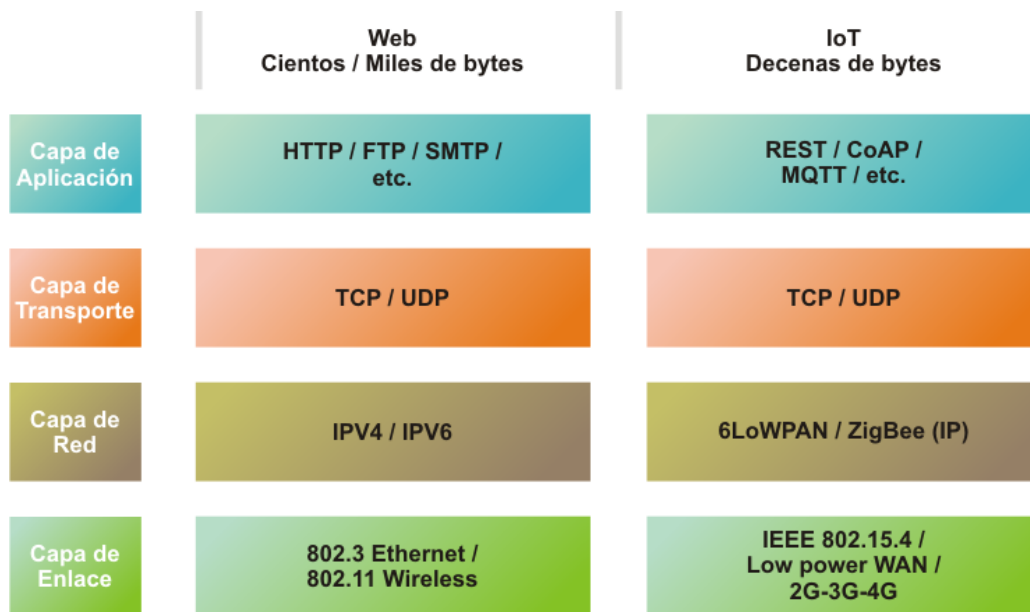 Web
Cientos / Miles de bytes
IoT
Decenas de bytes
Capa de
Aplicación
HTTP / FTP / SMTP /
etc.
REST / CoAP /
MQTT / etc.
Capa de
Transporte
TCP / UDP
TCP / UDP
Capa de
Red
IPV4 / IPV6
6LoWPAN / ZigBee (IP)
Capa de
Enlace
802.3 Ethernet /
802.11 Wireless
IEEE 802.15.4 /
Low power WAN /
2G-3G-4G